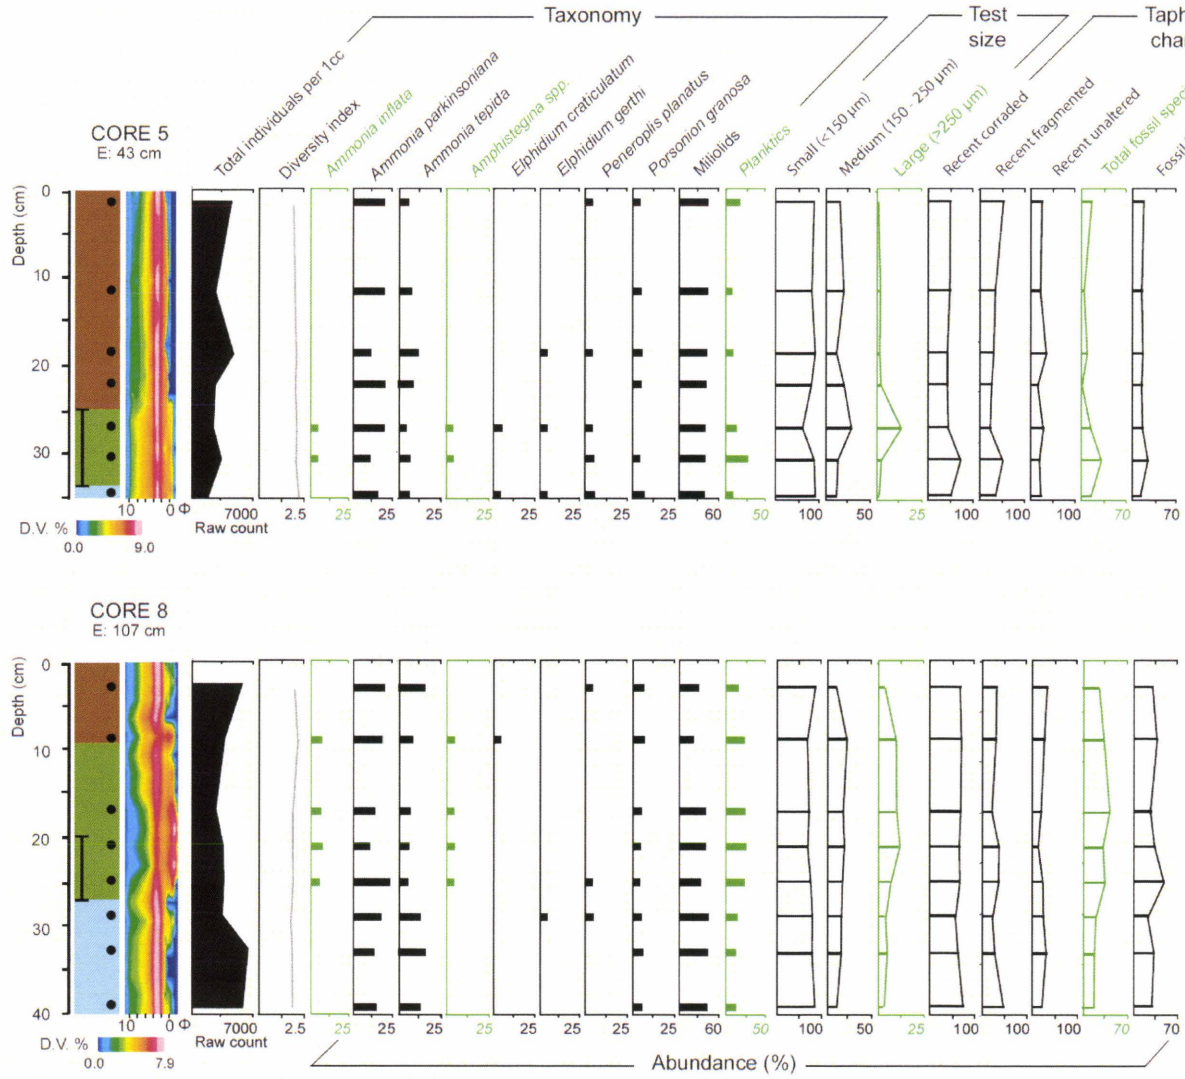 Taxonomy
Test size
Taph
char
Total individuals per 1cc
Diversity index
Ammonia inflata
Ammonia parkinsoniana
Ammonia tepida
Amphistegina spp.
Elphidium craticulatum
Elphidium gerthi
Peneroplis planatus
Porsonion granosa
Miliolids
Planktics
Small (<150 µm)
Medium (150 - 250 µm)
Large (>250 µm)
Recent corraded
Recent fragmented
Recent unaltered
Total fossil speci
Fossil
CORE 5
E: 43 cm
Depth (cm)
0
10
20
30
10 0 Φ
D.V. %
0.0 9.0
7000 2.5 25 25 25 25 25 25 25 25 60 50 100 50 25 100 100 100 70 70
Raw count
CORE 8
E: 107 cm
Depth (cm)
0
10
20
30
40
10 0 Φ
7000 2.5 25 25 25 25 25 25 25 25 60 50 100 50 25 100 100 100 70 70
D.V. %
0.0 7.9
Raw count
Abundance (%)